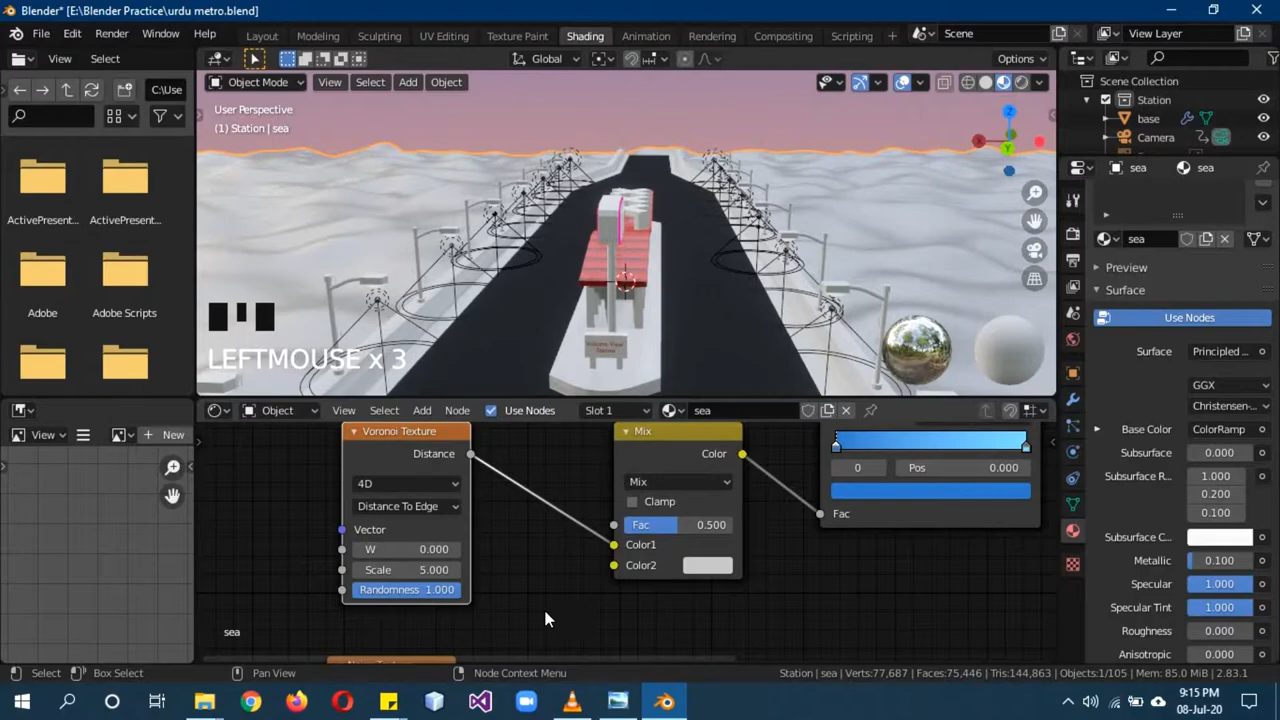 Blender* [E:\Blender Practice\urdu metro.blend]
File Edit Render Window Help Layout Modeling Sculpting UV Editing Texture Paint Shading Animation Rendering Compositing Scripting + Scene View Layer
View Select Global Options
C:\Use Object Mode View Select Add Object
User Perspective
(1) Station | sea
Scene Collection
Station
base
Camera
sea sea
sea
ActivePresent... ActivePresent...
Preview
Surface
Adobe Adobe Scripts
Use Nodes
Surface Principled ...
GGX
Christensen-...
LEFTMOUSE x 3
Welcome View
View + New
Object View Select Add Node Use Nodes Slot 1 sea
Base Color ColorRamp
Subsurface 0.000
Subsurface R... 1.000
0.200
0.100
Subsurface C...
Metallic 0.100
Specular 1.000
Specular Tint 1.000
Roughness 0.000
Anisotropic 0.000
Voronoi Texture
Distance
4D
Distance To Edge
Vector
W 0.000
Scale 5.000
Randomness 1.000
Mix
Color
Mix
Clamp
Fac 0.500
Color1
Color2
0 Pos 0.000
Fac
sea
Select Box Select Pan View Node Context Menu Station | sea | Verts:77,687 | Faces:75,446 | Tris:144,863 | Objects:1/105 | Mem: 85.0 MiB | 2.83.1
9:15 PM
08-Jul-20